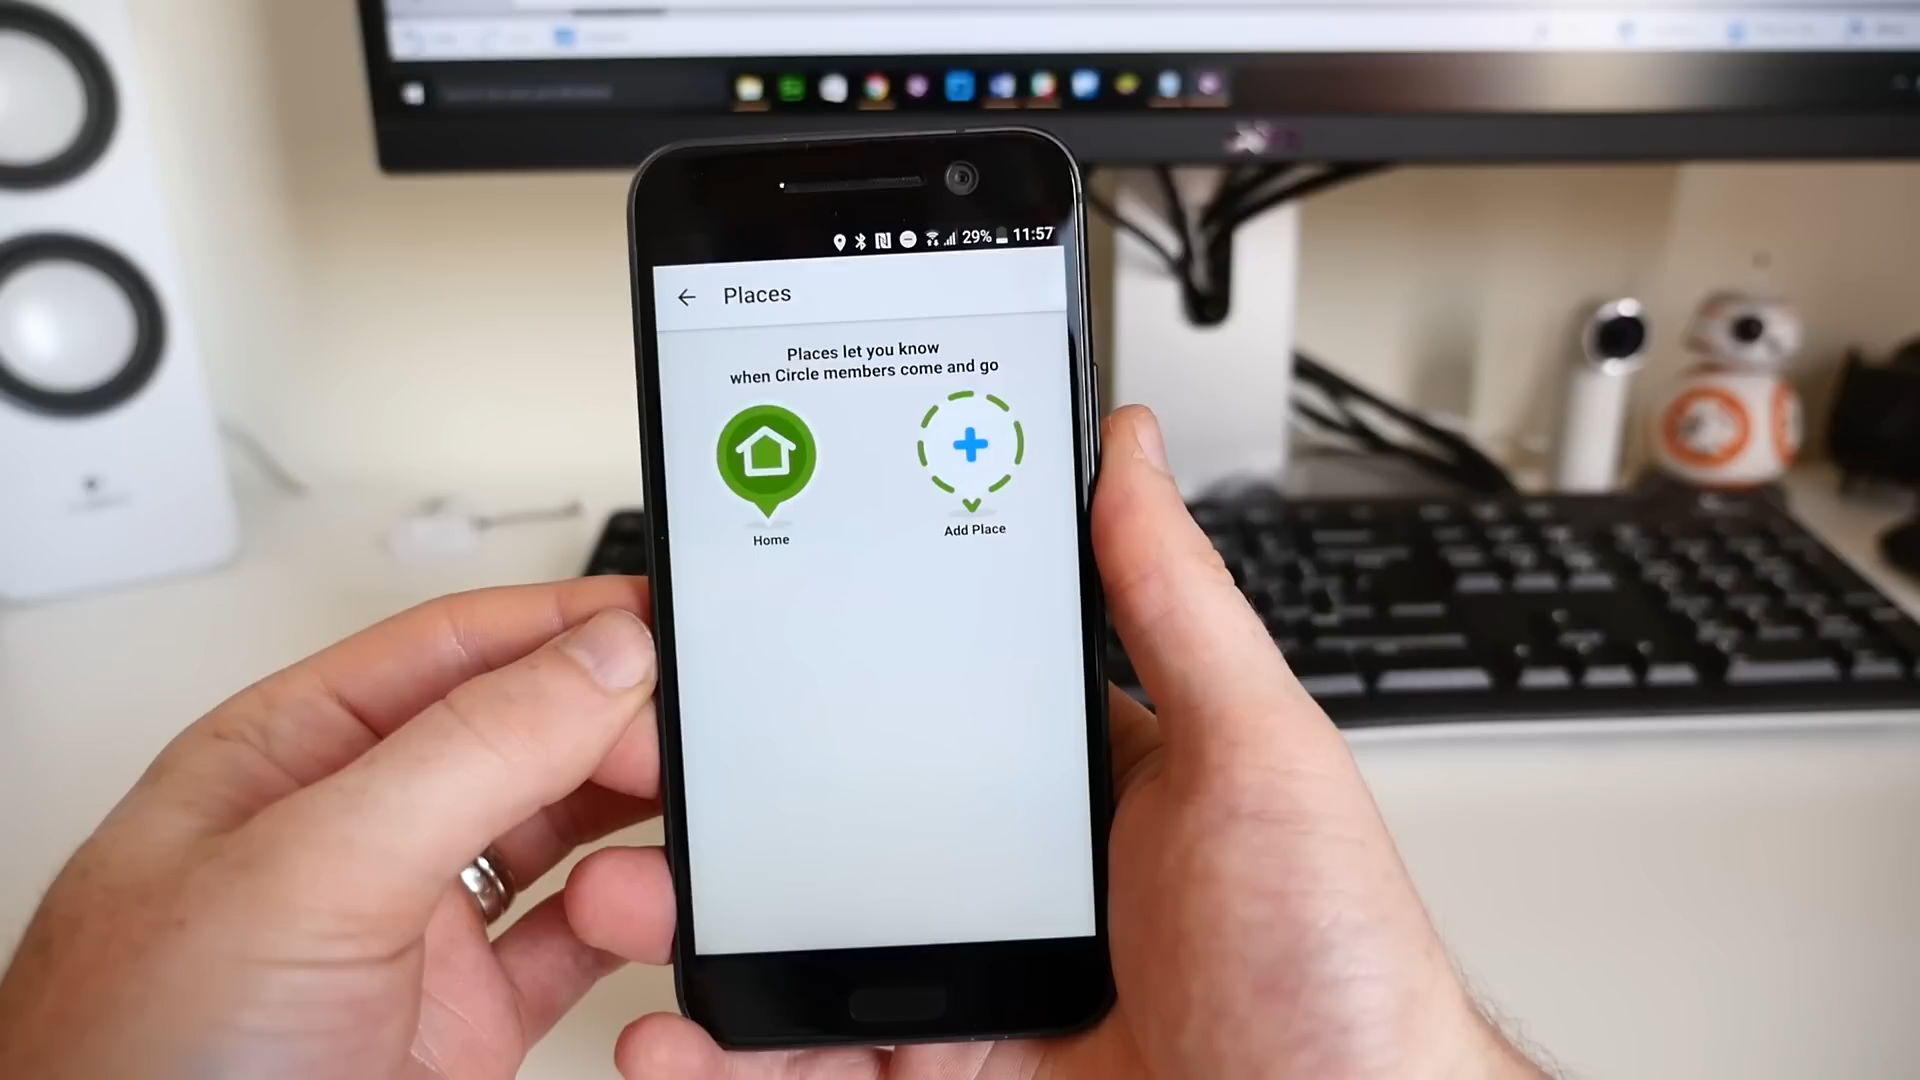 29% 11:57
Places
Places let you know
when Circle members come and go
Home
Add Place